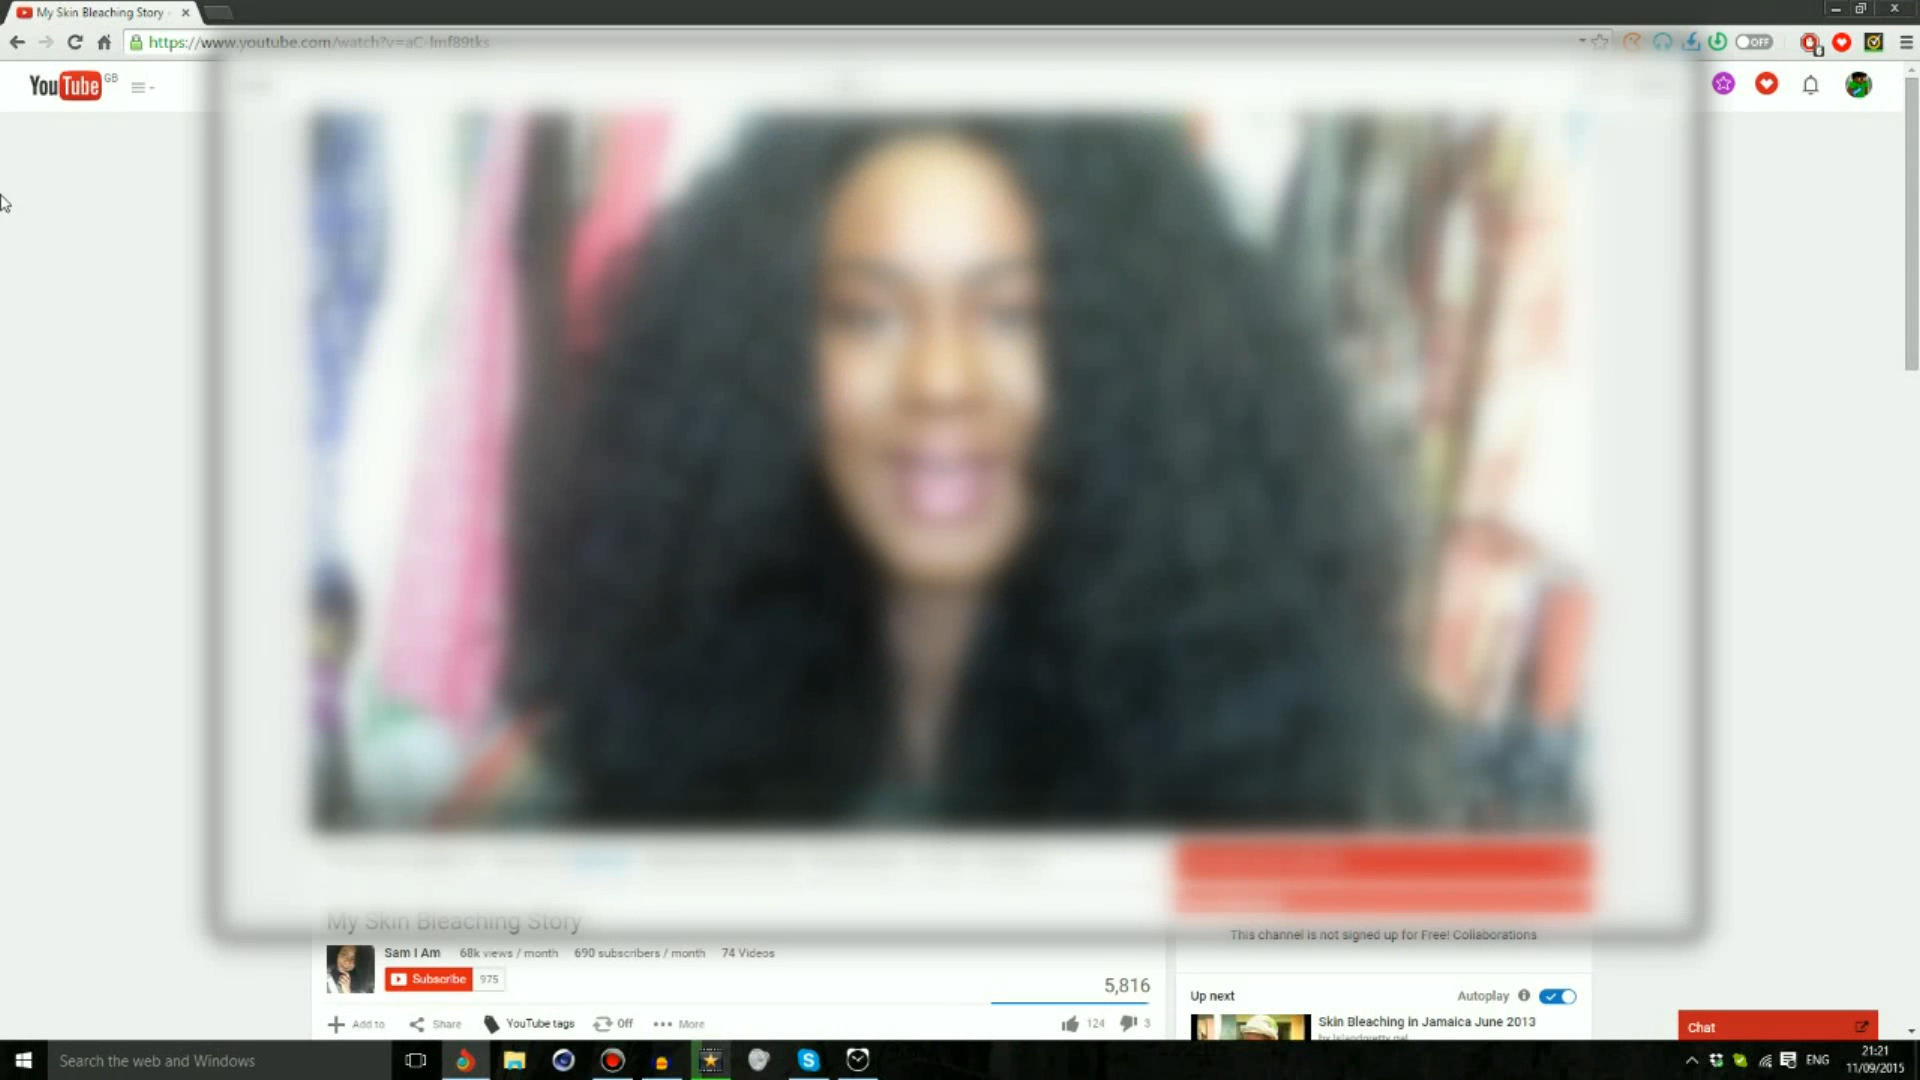 My Skin Bleaching Story
https://www.youtube.com/watch?v=aC-lmf89tks
OFF
YouTube GB
My Skin Bleaching Story
Sam I Am 68k views / month 690 subscribers / month 74 Videos
Subscribe 975
5,816
Add to Share YouTube tags Off More
124 3
This channel is not signed up for Free! Collaborations
Up next Autoplay
Skin Bleaching in Jamaica June 2013
Chat
Search the web and Windows
ENG
21:21
11/09/2015